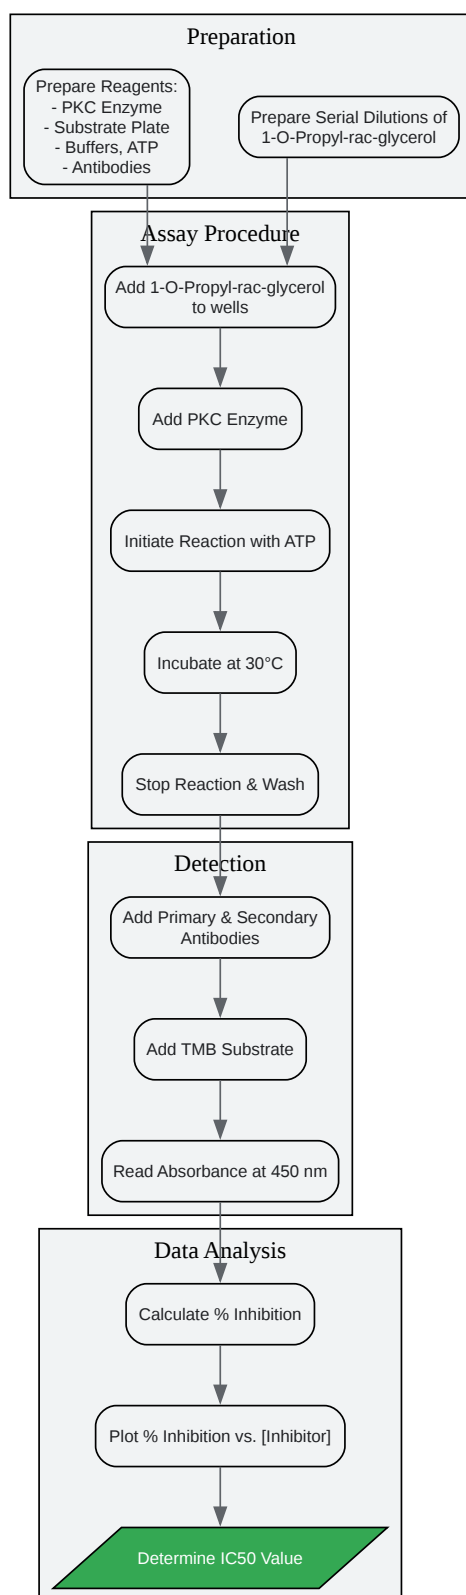 Preparation
Prepare Reagents:
- PKC Enzyme
- Substrate Plate
- Buffers, ATP
- Antibodies
Prepare Serial Dilutions of
1-O-Propyl-rac-glycerol
Assay Procedure
Add 1-O-Propyl-rac-glycerol
to wells
Add PKC Enzyme
Initiate Reaction with ATP
Incubate at 30°C
Stop Reaction & Wash
Detection
Add Primary & Secondary
Antibodies
Add TMB Substrate
Read Absorbance at 450 nm
Data Analysis
Calculate % Inhibition
Plot % Inhibition vs. [Inhibitor]
Determine IC50 Value